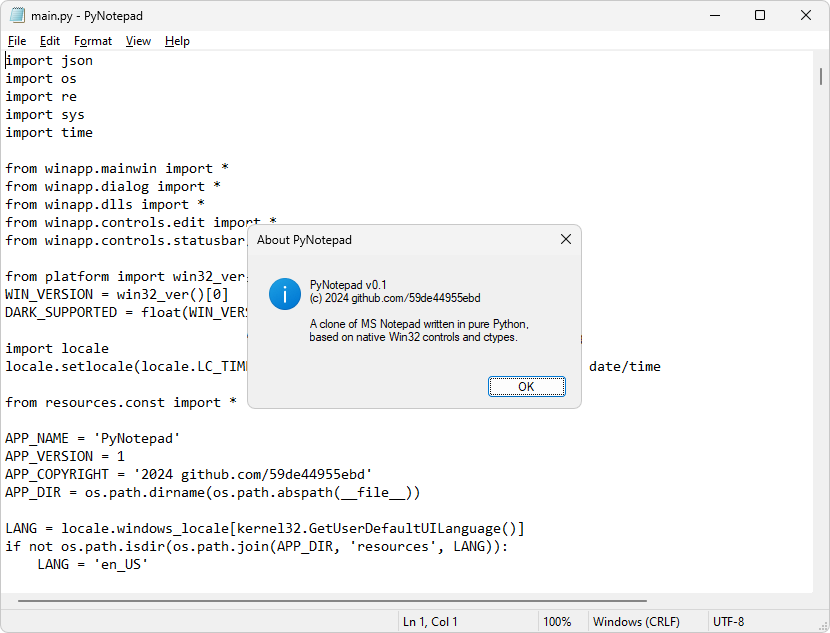 main.py - PyNotepad
File Edit Format View Help
import json
import os
import re
import sys
import time
from winapp.mainwin import *
from winapp.dialog import *
from winapp.dlls import *
from winapp.controls.edit import *
from winapp.controls.statusbar
from platform import win32_ver
WIN_VERSION = win32_ver()[0]
DARK_SUPPORTED = float(WIN_VERS
import locale
locale.setlocale(locale.LC_TIM date/time
from resources.const import *
APP_NAME = 'PyNotepad'
APP_VERSION = 1
APP_COPYRIGHT = '2024 github.com/59de44955ebd'
APP_DIR = os.path.dirname(os.path.abspath(__file__))
LANG = locale.windows_locale[kernel32.GetUserDefaultUILanguage()]
if not os.path.isdir(os.path.join(APP_DIR, 'resources', LANG)):
LANG = 'en_US'
About PyNotepad
PyNotepad v0.1
(c) 2024 github.com/59de44955ebd
A clone of MS Notepad written in pure Python,
based on native Win32 controls and ctypes.
OK
Ln 1, Col 1 100% Windows (CRLF) UTF-8